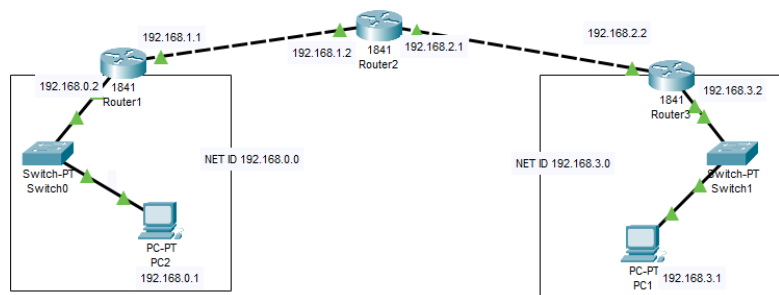 192.168.1.1
192.168.1.2
1841
Router2
192.168.2.1
192.168.2.2
192.168.0.2
1841
Router1
1841
Router3
192.168.3.2
Switch-PT
Switch0
NET ID 192.168.0.0
NET ID 192.168.3.0
Switch-PT
Switch1
PC-PT
PC2
192.168.0.1
PC-PT
PC1
192.168.3.1